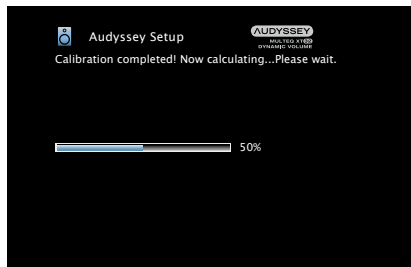 Audyssey Setup
AUDYSSEY
MULTEQ XT32
DYNAMIC VOLUME
Calibration completed! Now calculating...Please wait.
50%